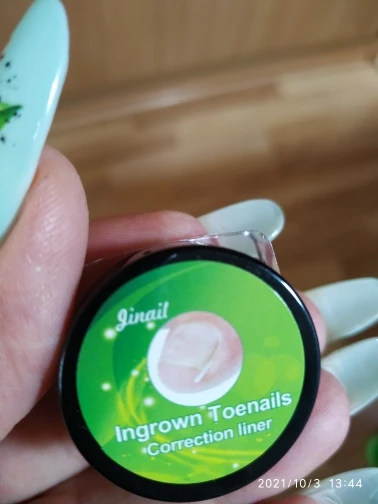 Jinail
Ingrown Toenails
Correction liner
2021/10/3 13:44